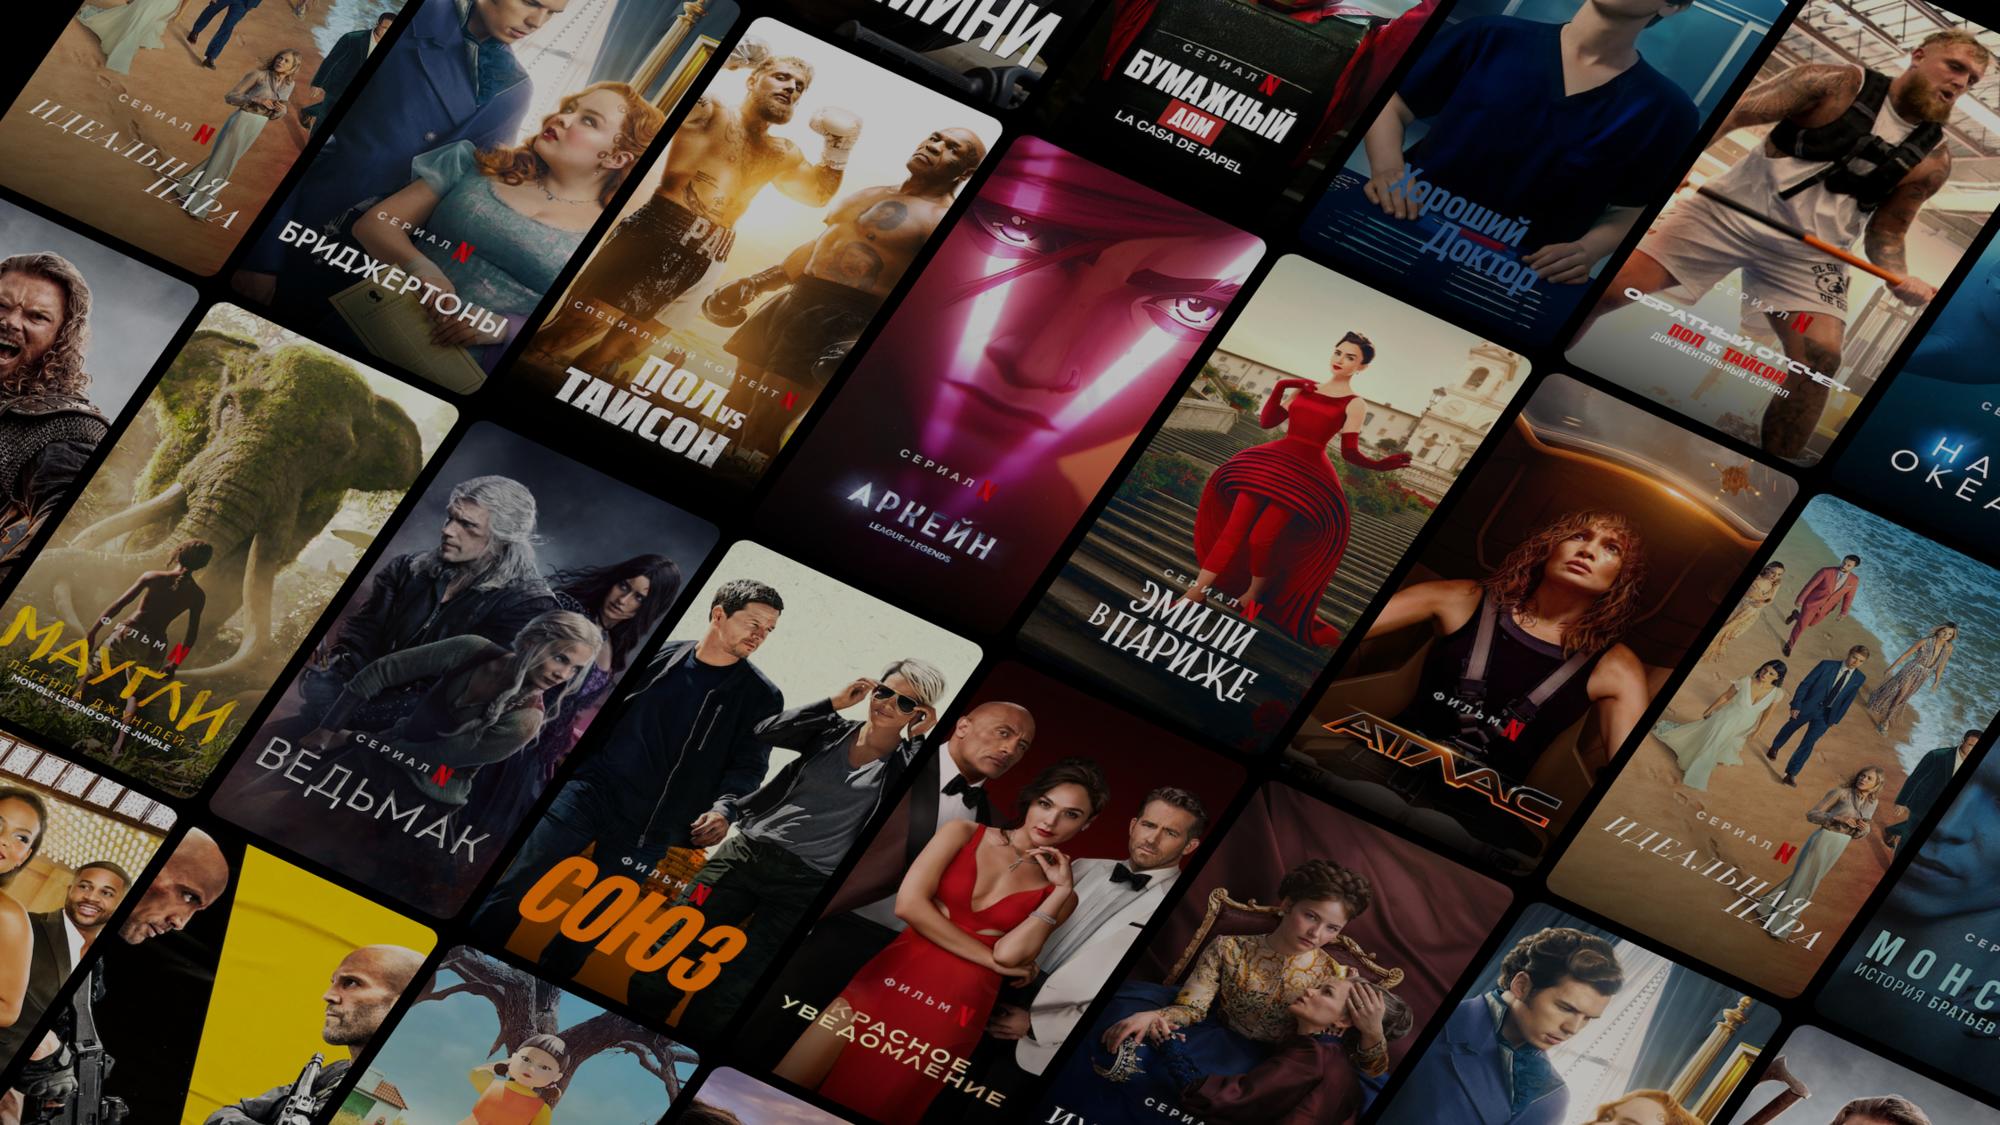 СЕРИАЛ
ИДЕАЛЬНАЯ
ПАРА
СЕРИАЛ
БРИДЖЕРТОНЫ
PAUL
СПЕЦИАЛЬНЫЙ КОНТЕНТ
ПОЛ VS
ТАЙСОН
СЕРИАЛ
БУМАЖНЫЙ
ДОМ
LA CASA DE PAPEL
Хороший
Доктор
СЕРИАЛ
ОБРАТНЫЙ ОТСЧЕТ
ПОЛ VS ТАЙСОН
ДОКУМЕНТАЛЬНЫЙ СЕРИАЛ
ФИЛЬМ
МАУГЛИ
ЛЕГЕНДА ДЖУНГЛЕЙ
MOWGLI: LEGEND OF THE JUNGLE
СЕРИАЛ
ВЕДЬМАК
СЕРИАЛ
АРКЕЙН
LEAGUE OF LEGENDS
СЕРИАЛ
ЭМИЛИ
В ПАРИЖЕ
ФИЛЬМ
АТЛАС
СЕРИАЛ
ИДЕАЛЬНАЯ
ПАРА
ФИЛЬМ
СОЮЗ
ФИЛЬМ
КРАСНОЕ
УВЕДОМЛЕНИЕ
МОНС
ИСТОРИЯ БРАТЬЕВ